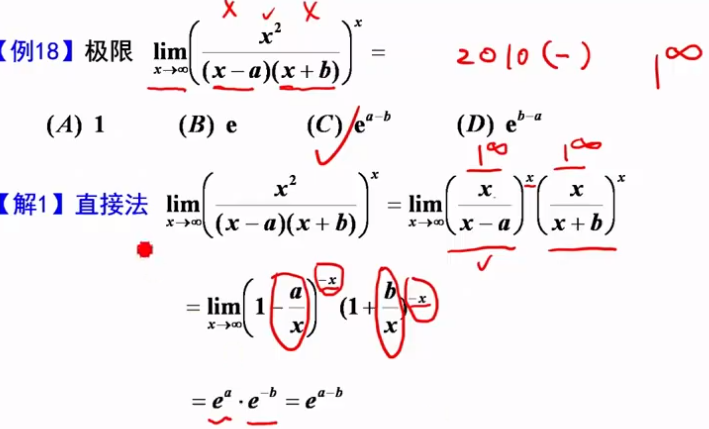 x ✓ x
【例18】极限 $\lim_{x\to\infty}\left(\frac{x^2}{(x-a)(x+b)}\right)^x=$ 2010(一) $1^\infty$
(A) 1 (B) e (C) $e^{a-b}$ (D) $e^{b-a}$
$1^\infty$ $1^\infty$
【解1】直接法 $\lim_{x\to\infty}\left(\frac{x^2}{(x-a)(x+b)}\right)^x=\lim_{x\to\infty}\left(\frac{x}{x-a}\right)^x\left(\frac{x}{x+b}\right)^x$
$=\lim_{x\to\infty}\left(1-\frac{a}{x}\right)^{-x}(1+\frac{b}{x})^{-x}$
$=e^a\cdot e^{-b}=e^{a-b}$